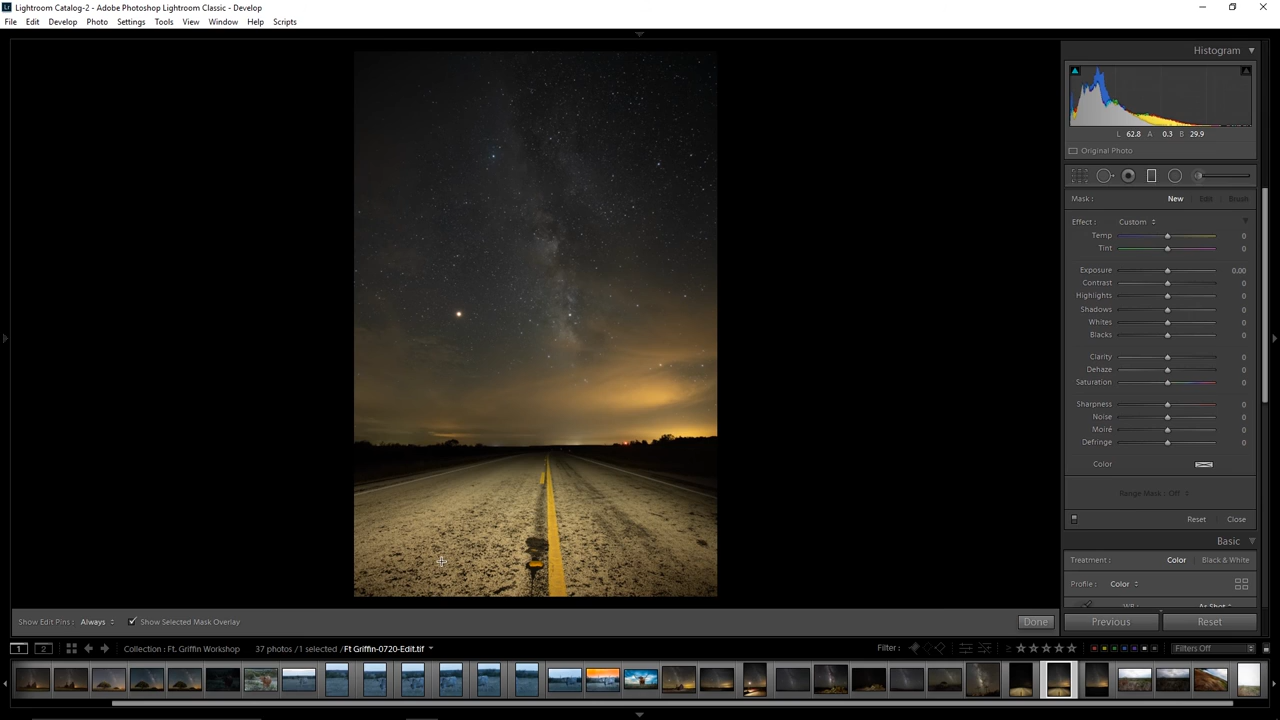 Lightroom Catalog-2 - Adobe Photoshop Lightroom Classic - Develop
File Edit Develop Photo Settings Tools View Window Help Scripts
Histogram
L 62.8 A 0.3 B 29.9
Original Photo
Mask : New Edit Brush
Effect : Custom
Temp 0
Tint 0
Exposure 0.00
Contrast 0
Highlights 0
Shadows 0
Whites 0
Blacks 0
Clarity 0
Dehaze 0
Saturation 0
Sharpness 0
Noise 0
Moiré 0
Defringe 0
Color
Range Mask : Off
Reset Close
Basic
Treatment : Color Black & White
Profile : Color
WB : As Shot
Show Edit Pins : Always Show Selected Mask Overlay Done
Previous Reset
1 2 Collection : Ft. Griffin Workshop 37 photos / 1 selected / Ft Griffin-0720-Edit.tif Filter : Filters Off